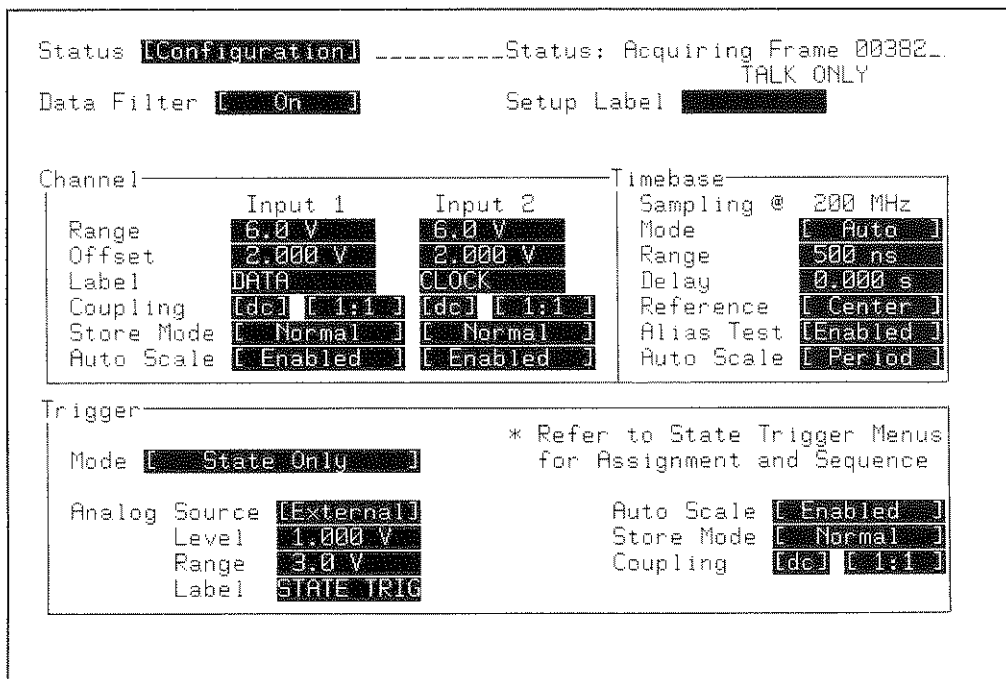 Status [Configuration] _________Status: Acquiring Frame 00382_
TALK ONLY
Data Filter [ On ] Setup Label
Channel Timebase
Input 1 Input 2 Sampling @ 200 MHz
Range 6.0 V 6.0 V Mode [ Auto ]
Offset 2.000 V 2.000 V Range 500 ns
Label DATA CLOCK Delay 0.000 s
Coupling [dc] [ 1:1 ] [dc] [ 1:1 ] Reference [ Center ]
Store Mode [ Normal ] [ Normal ] Alias Test [Enabled ]
Auto Scale [ Enabled ] [ Enabled ] Auto Scale [ Period ]
Trigger
* Refer to State Trigger Menus
Mode [ State Only ] for Assignment and Sequence
Analog Source [External] Auto Scale [ Enabled ]
Level 1.000 V Store Mode [ Normal ]
Range 3.0 V Coupling [dc] [ 1:1 ]
Label STATE TRIG